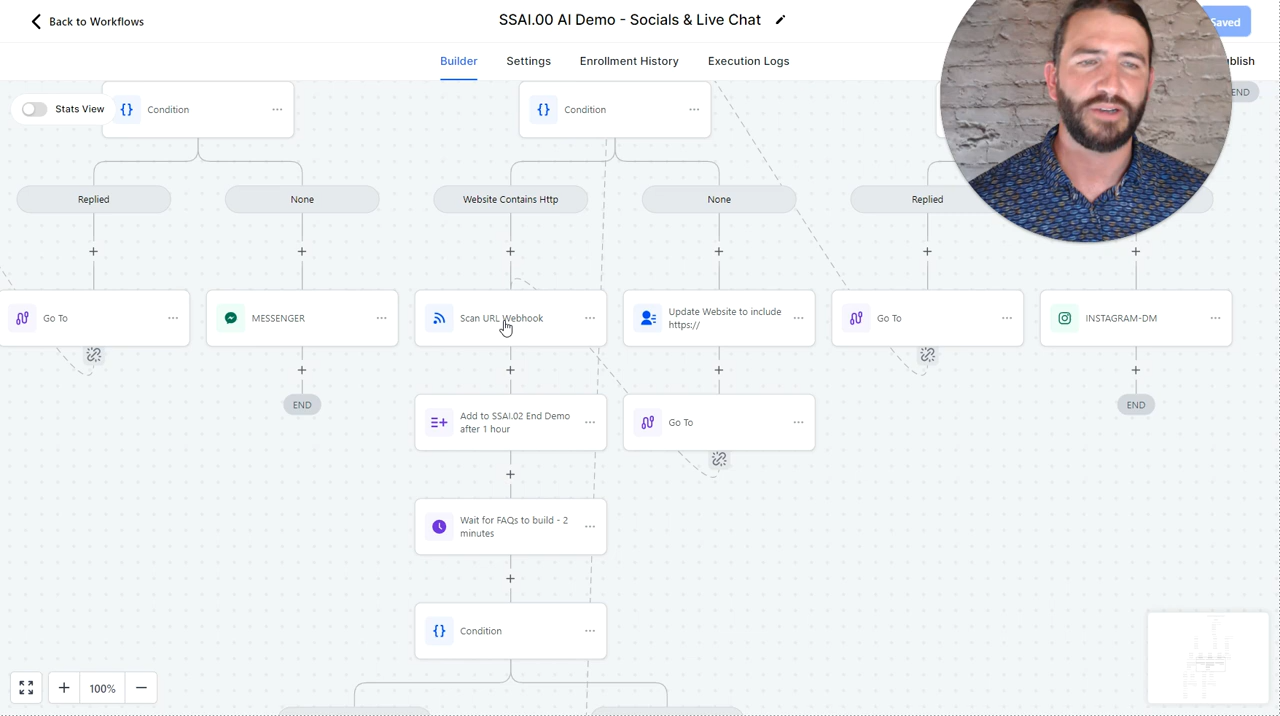 Back to Workflows
SSAI.00 AI Demo - Socials & Live Chat
Saved
Builder
Settings
Enrollment History
Execution Logs
blish
Stats View
Condition
Condition
END
Replied
None
Website Contains Http
None
Replied
Go To
MESSENGER
Scan URL Webhook
Update Website to include
https://
Go To
INSTAGRAM-DM
END
Add to SSAI.02 End Demo
after 1 hour
Go To
END
Wait for FAQs to build - 2
minutes
Condition
100%